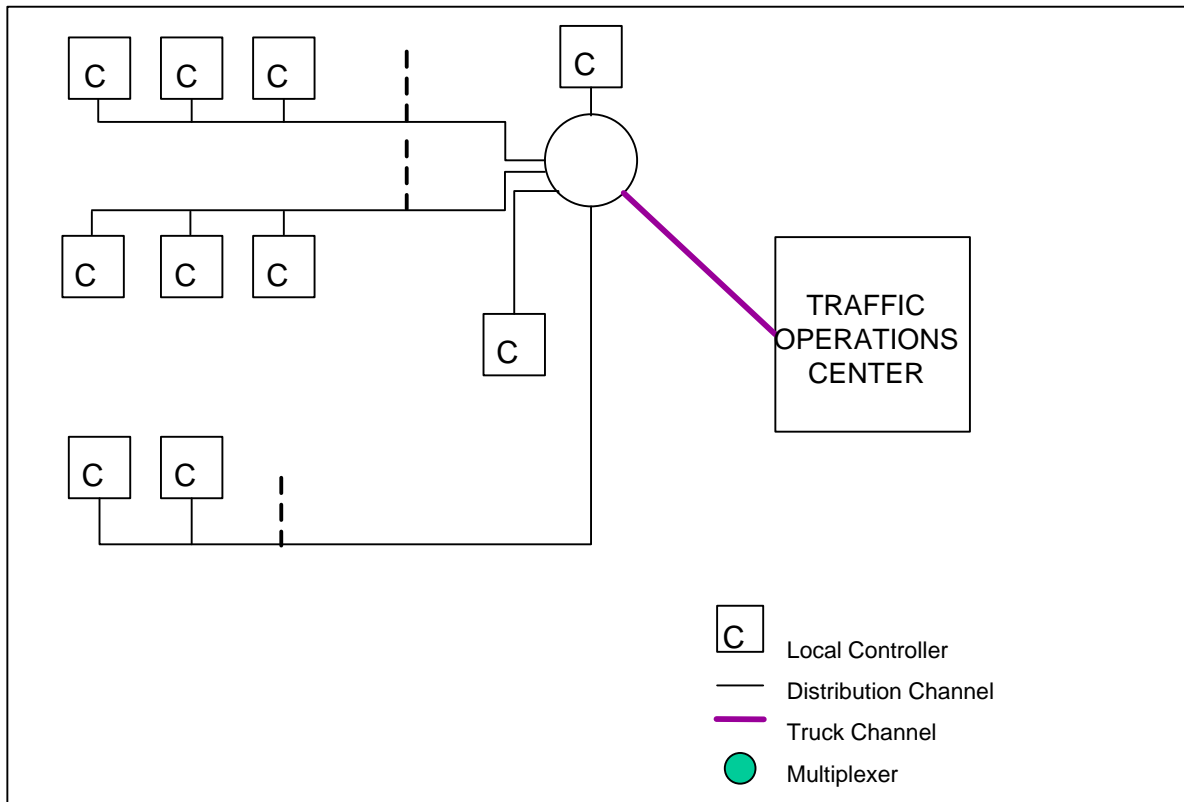 C C C C
C C C
C
TRAFFIC
OPERATIONS
CENTER
C C
C Local Controller
Distribution Channel
Truck Channel
Multiplexer